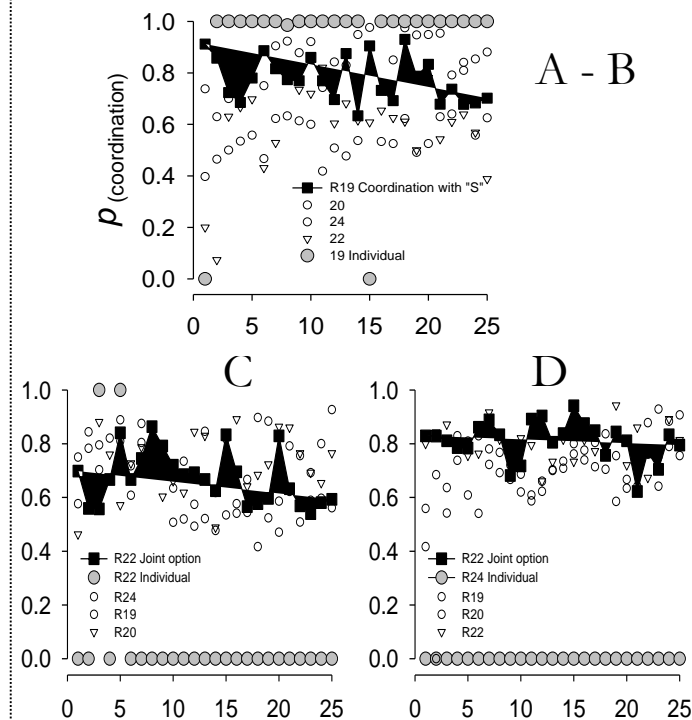 1.0
0.8
0.6
0.4
0.2
0.0
p (coordination)
A - B
R19 Coordination with "S"
20
24
22
19 Individual
0 5 10 15 20 25
C
1.0
0.8
0.6
0.4
0.2
0.0
R22 Joint option
R22 Individual
R24
R19
R20
0 5 10 15 20 25
D
1.0
0.8
0.6
0.4
0.2
0.0
R22 Joint option
R24 Individual
R19
R20
R22
0 5 10 15 20 25